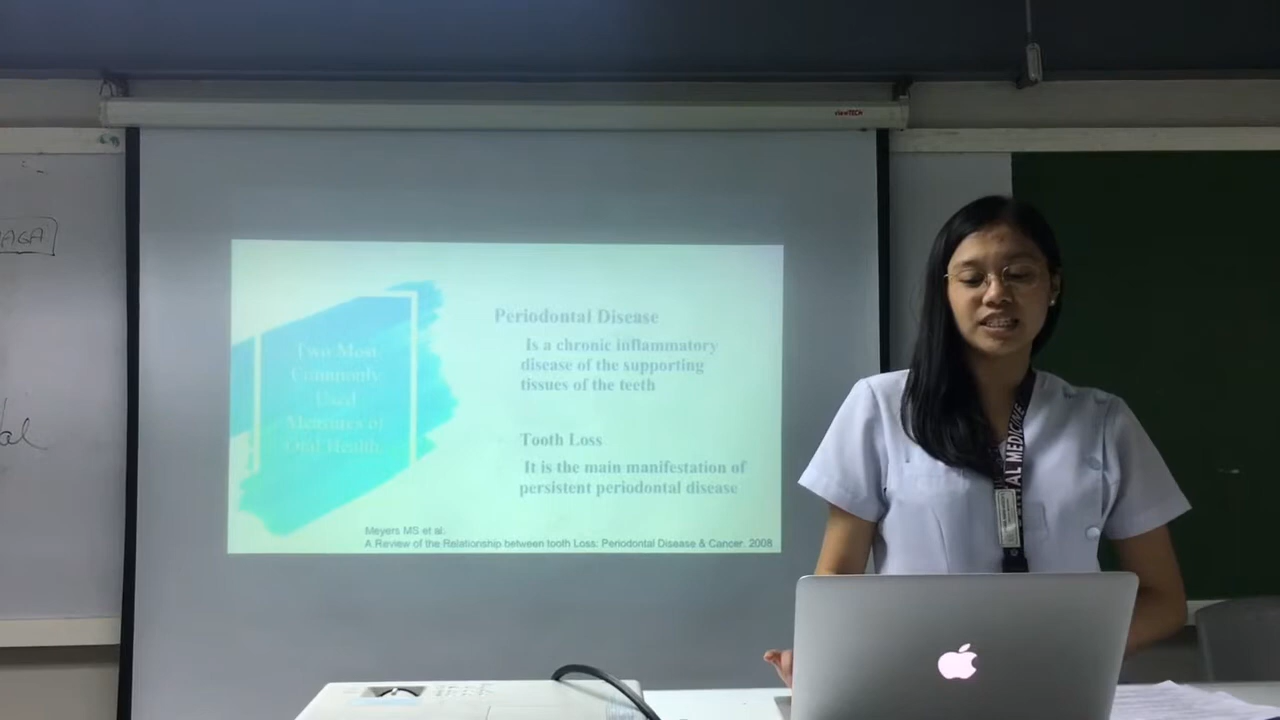 viewTECH
Two Most
Commonly
Used
Measures of
Oral Health
Periodontal Disease
Is a chronic inflammatory
disease of the supporting
tissues of the teeth
Tooth Loss
It is the main manifestation of
persistent periodontal disease
Meyers MS et al.
A Review of the Relationship between tooth Loss: Periodontal Disease & Cancer. 2008
MEDICINE